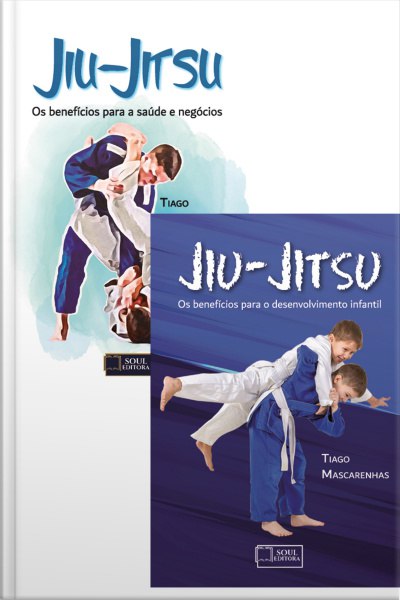 JIU-JITSU
Os benefícios para a saúde e negócios
TIAGO
SOUL
EDITORA
JIU-JITSU
Os benefícios para o desenvolvimento infantil
TIAGO
MASCARENHAS
SOUL
EDITORA